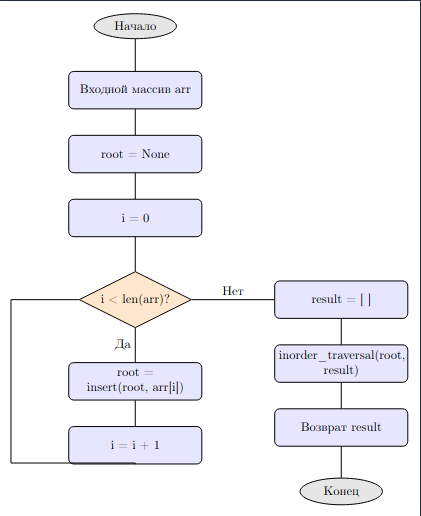 Начало
Входной массив arr
root = None
i = 0
i < len(arr)?
Нет
result = [ ]
Да
root =
insert(root, arr[i])
inorder_traversal(root,
result)
i = i + 1
Возврат result
Конец